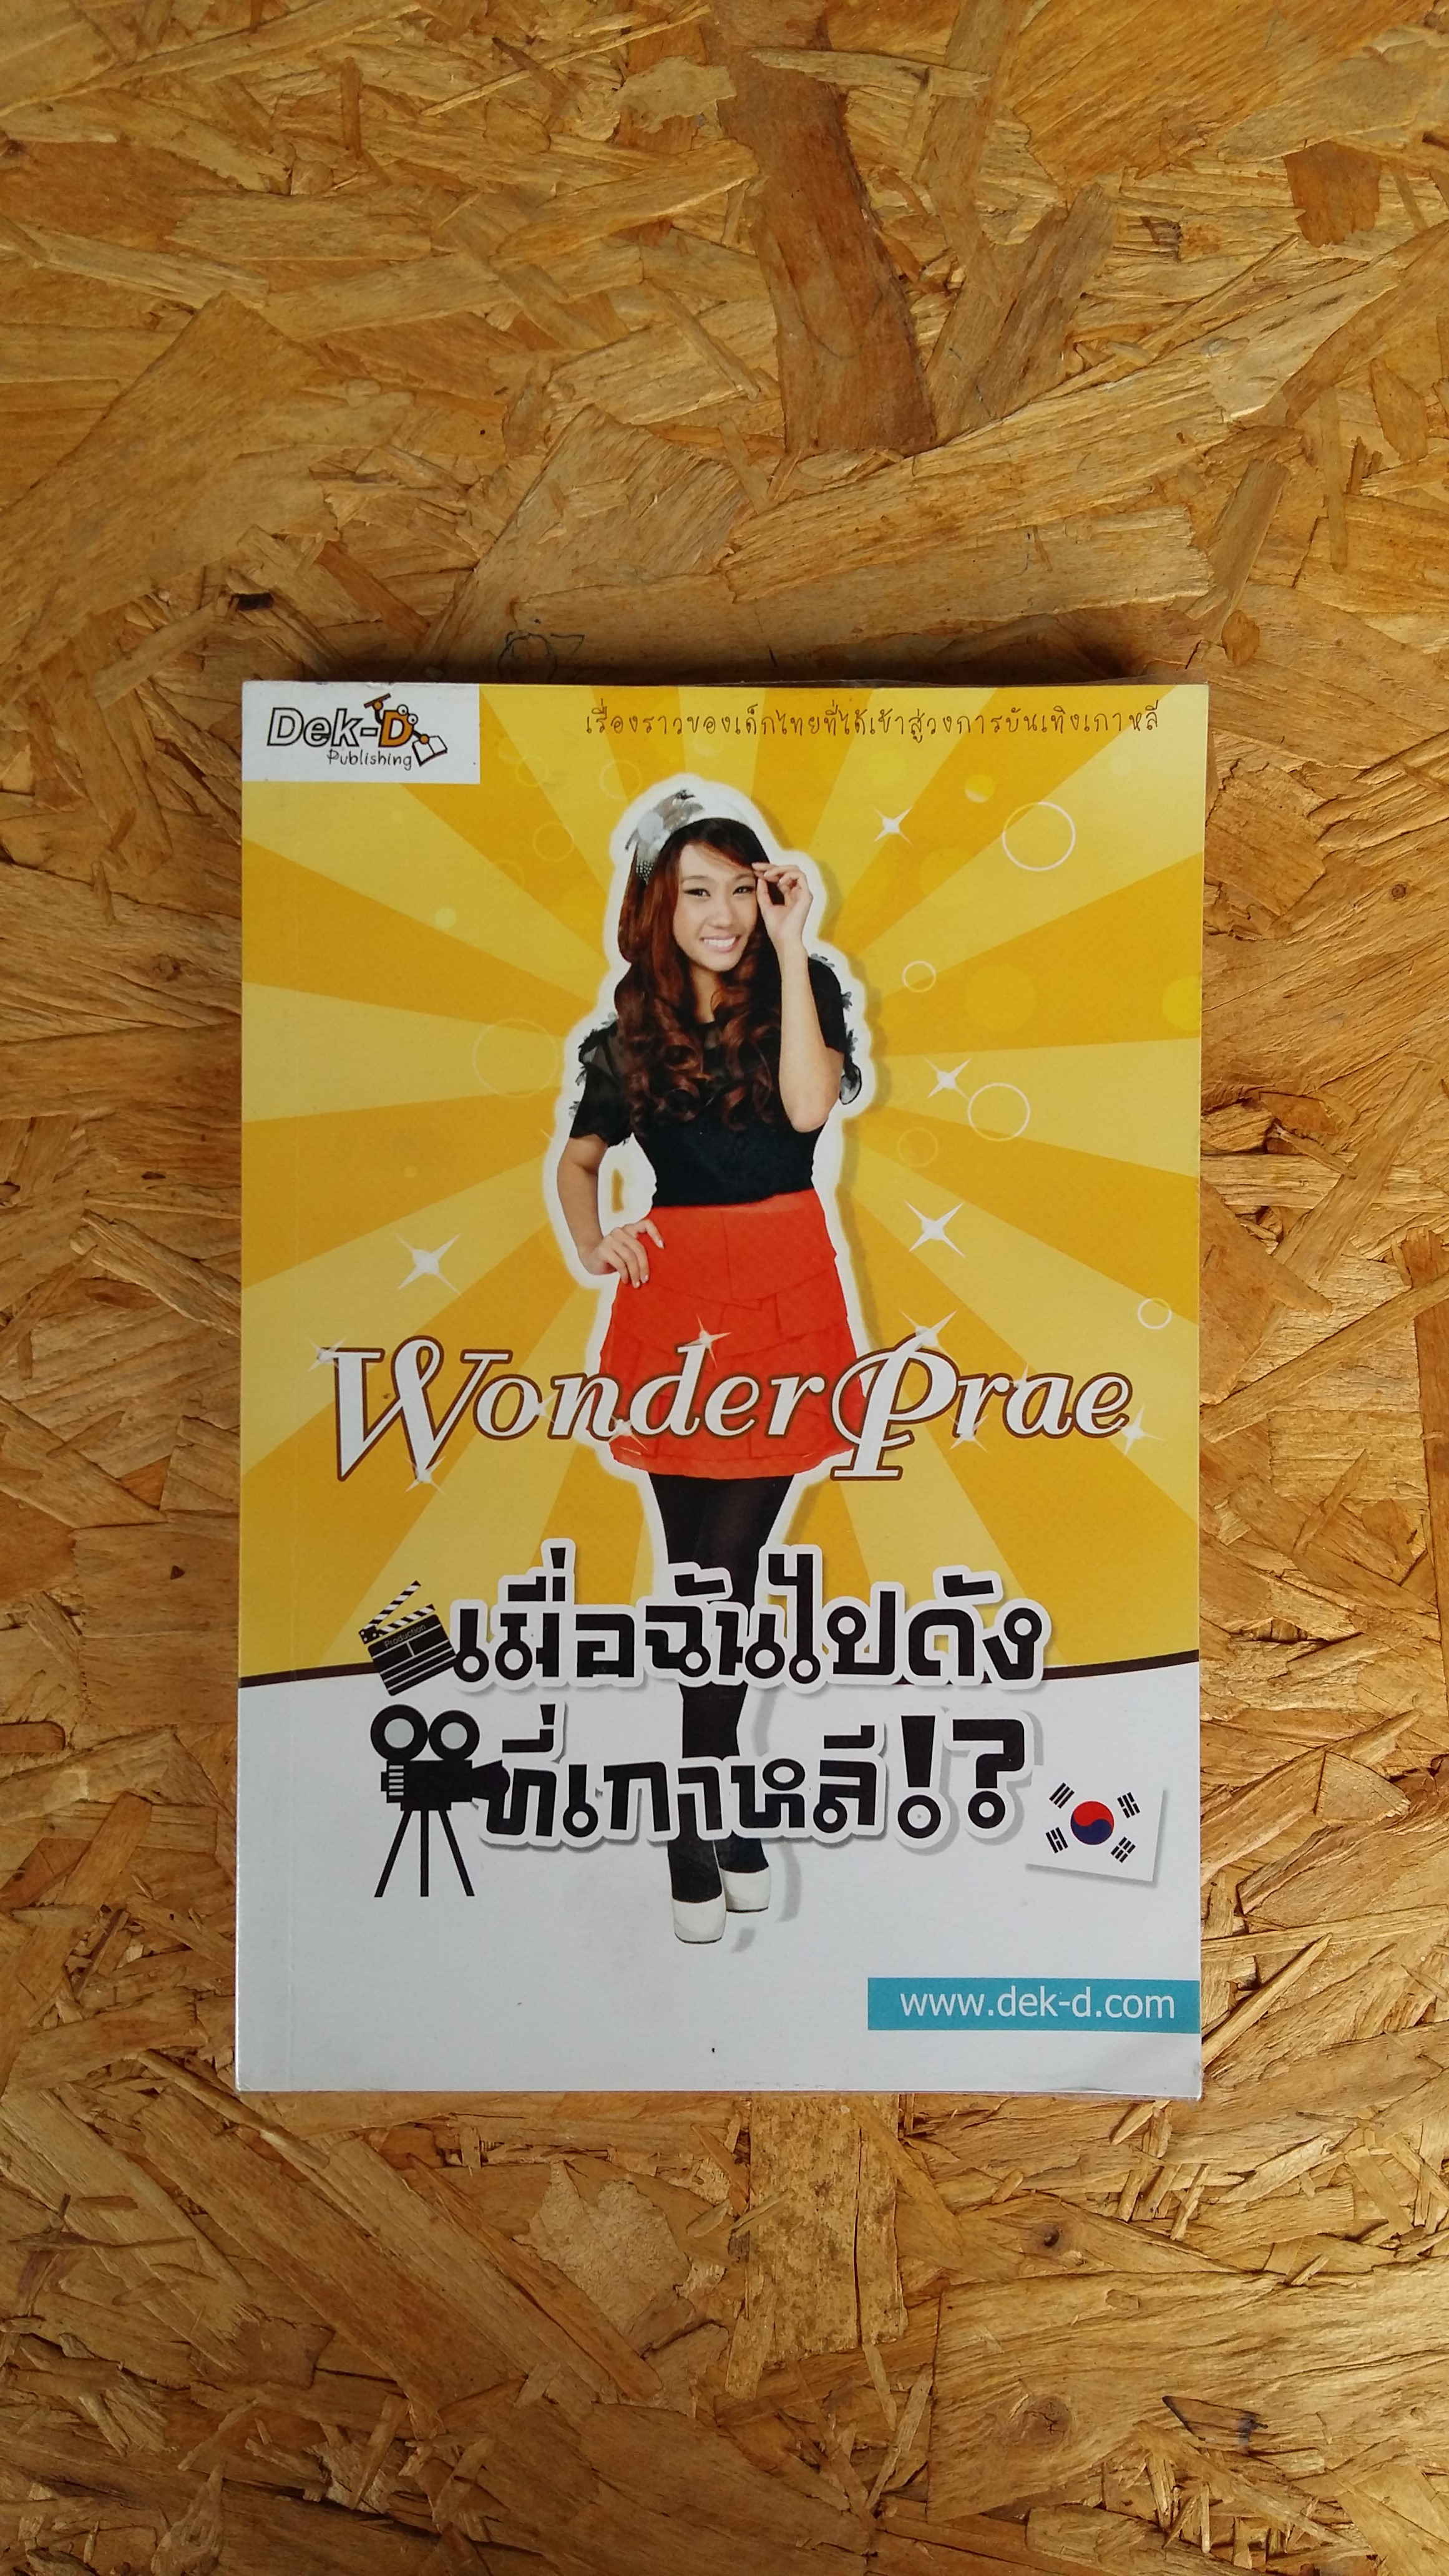 Dek-D
Publishing
เรื่องราวของเด็กไทยที่ได้เข้าสู่วงการบันเทิงเกาหลี
Wonder Prae
Production
เมื่อฉันไปดัง
ที่เกาหลี!?
www.dek-d.com